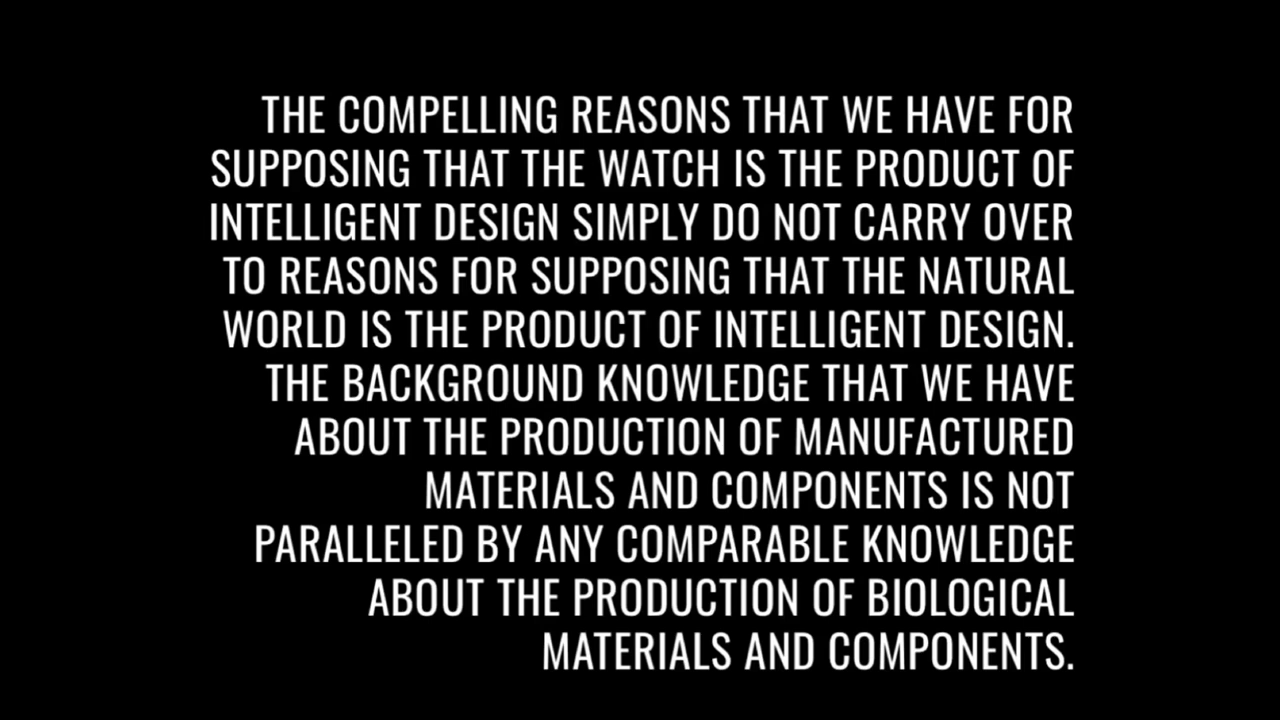 THE COMPELLING REASONS THAT WE HAVE FOR
SUPPOSING THAT THE WATCH IS THE PRODUCT OF
INTELLIGENT DESIGN SIMPLY DO NOT CARRY OVER
TO REASONS FOR SUPPOSING THAT THE NATURAL
WORLD IS THE PRODUCT OF INTELLIGENT DESIGN.
THE BACKGROUND KNOWLEDGE THAT WE HAVE
ABOUT THE PRODUCTION OF MANUFACTURED
MATERIALS AND COMPONENTS IS NOT
PARALLELED BY ANY COMPARABLE KNOWLEDGE
ABOUT THE PRODUCTION OF BIOLOGICAL
MATERIALS AND COMPONENTS.